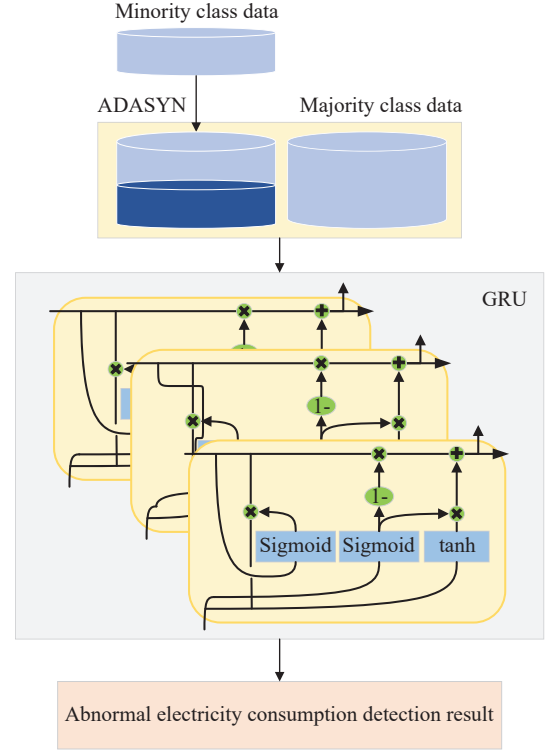 Minority class data
ADASYN
Majority class data
GRU
1-
1-
Sigmoid
Sigmoid
tanh
Abnormal electricity consumption detection result